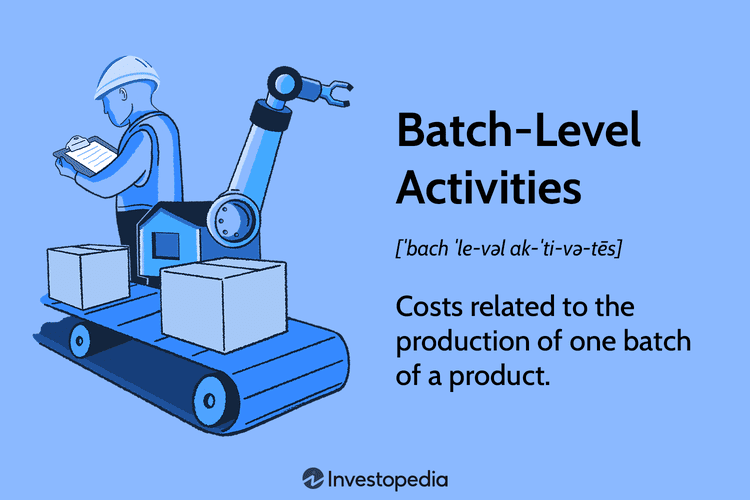 Batch-Level
Activities
[ˈbach ˈle-vəl ak-ˈti-və-tēs]
Costs related to the
production of one batch
of a product.
Investopedia